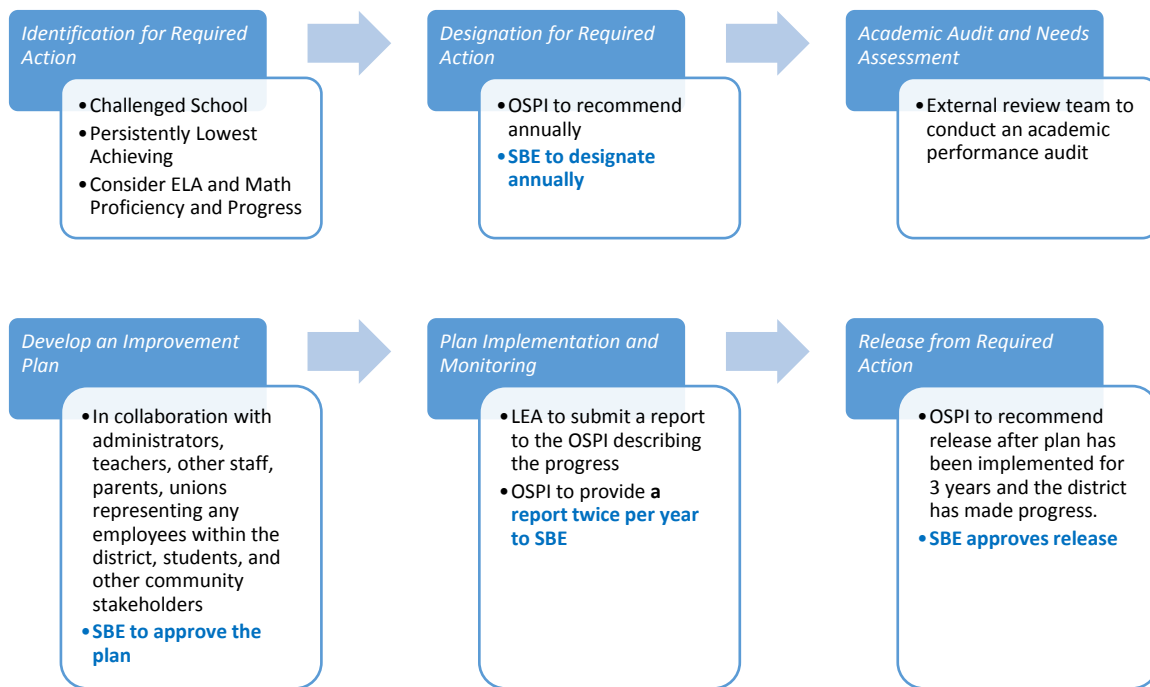 Identification for Required
Action
•Challenged School
•Persistently Lowest
Achieving
•Consider ELA and Math
Proficiency and Progress
Designation for Required
Action
•OSPI to recommend
annually
•SBE to designate
annually
Academic Audit and Needs
Assessment
•External review team to
conduct an academic
performance audit
Develop an Improvement
Plan
•In collaboration with
administrators,
teachers, other staff,
parents, unions
representing any
employees within the
district, students, and
other community
stakeholders
•SBE to approve the
plan
Plan Implementation and
Monitoring
•LEA to submit a report
to the OSPI describing
the progress
•OSPI to provide a
report twice per year
to SBE
Release from Required
Action
•OSPI to recommend
release after plan has
been implemented for
3 years and the district
has made progress.
•SBE approves release